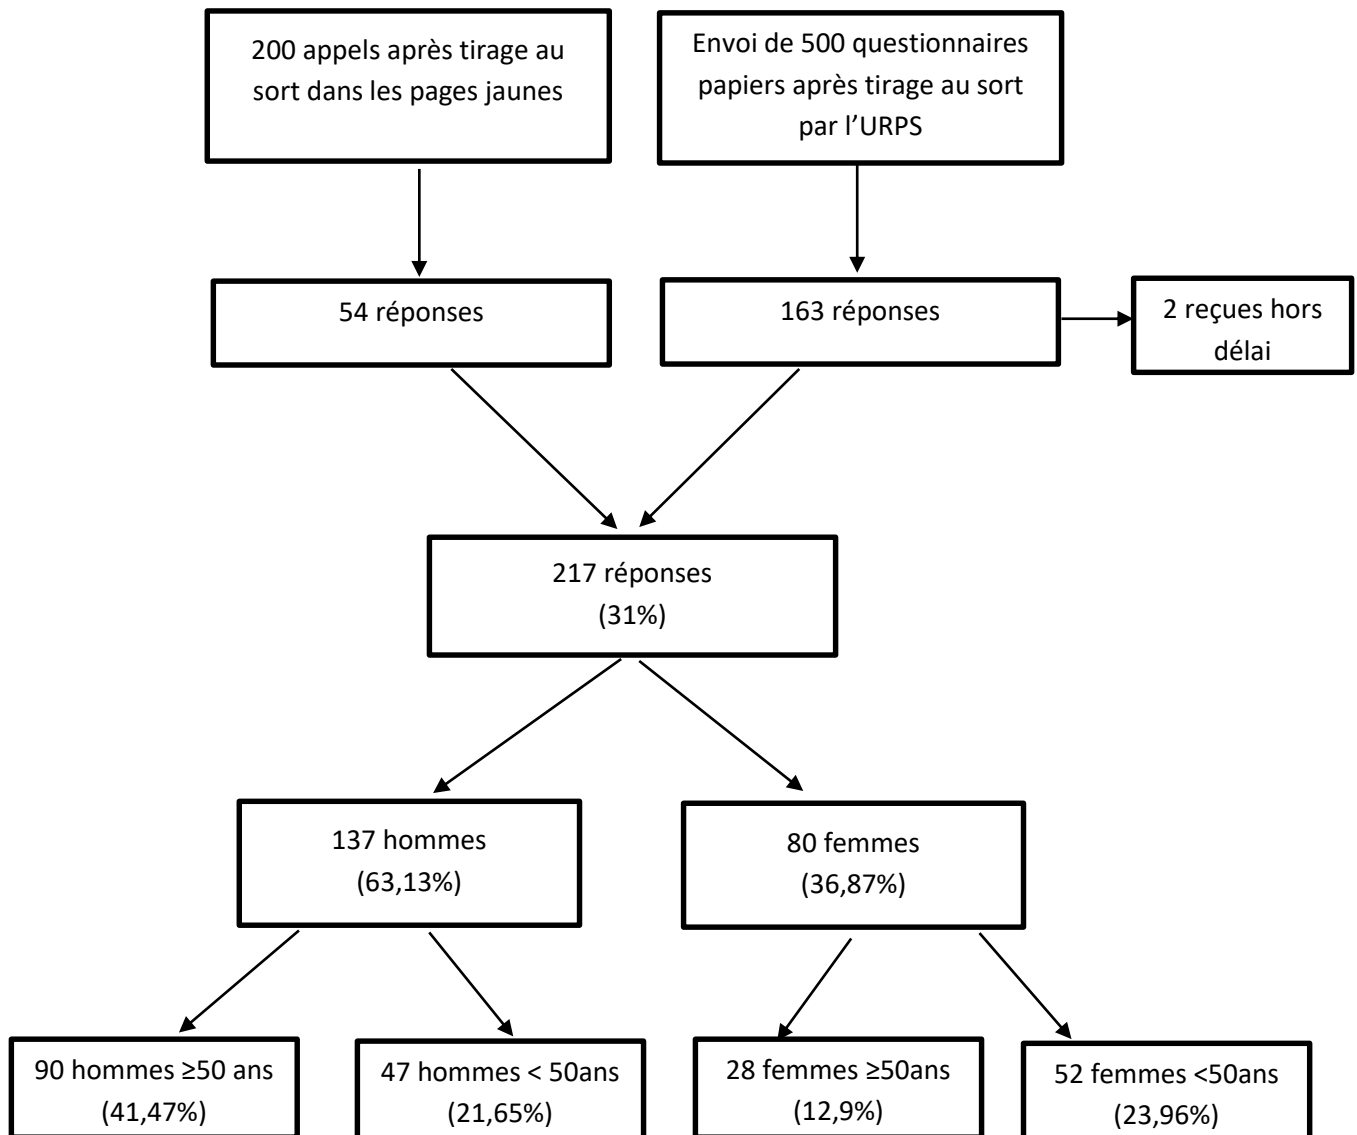 200 appels après tirage au
sort dans les pages jaunes
Envoi de 500 questionnaires
papiers après tirage au sort
par l’URPS
54 réponses
163 réponses
2 reçues hors
délai
217 réponses
(31%)
137 hommes
(63,13%)
80 femmes
(36,87%)
90 hommes ≥50 ans
(41,47%)
47 hommes < 50ans
(21,65%)
28 femmes ≥50ans
(12,9%)
52 femmes <50ans
(23,96%)